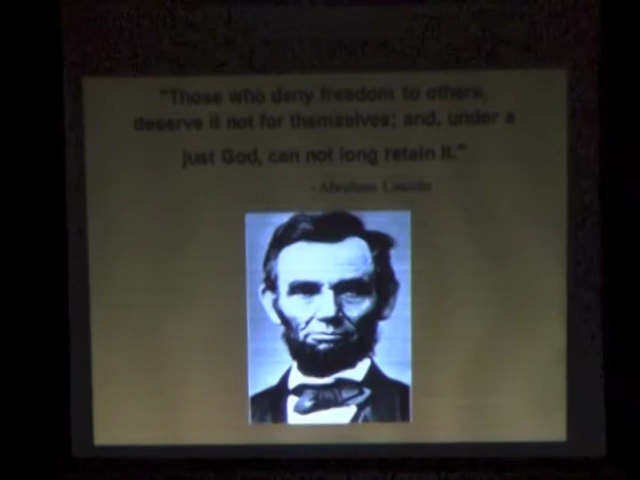 "Those who deny freedom to others,
deserve it not for themselves; and, under a
just God, can not long retain it."
- Abraham Lincoln